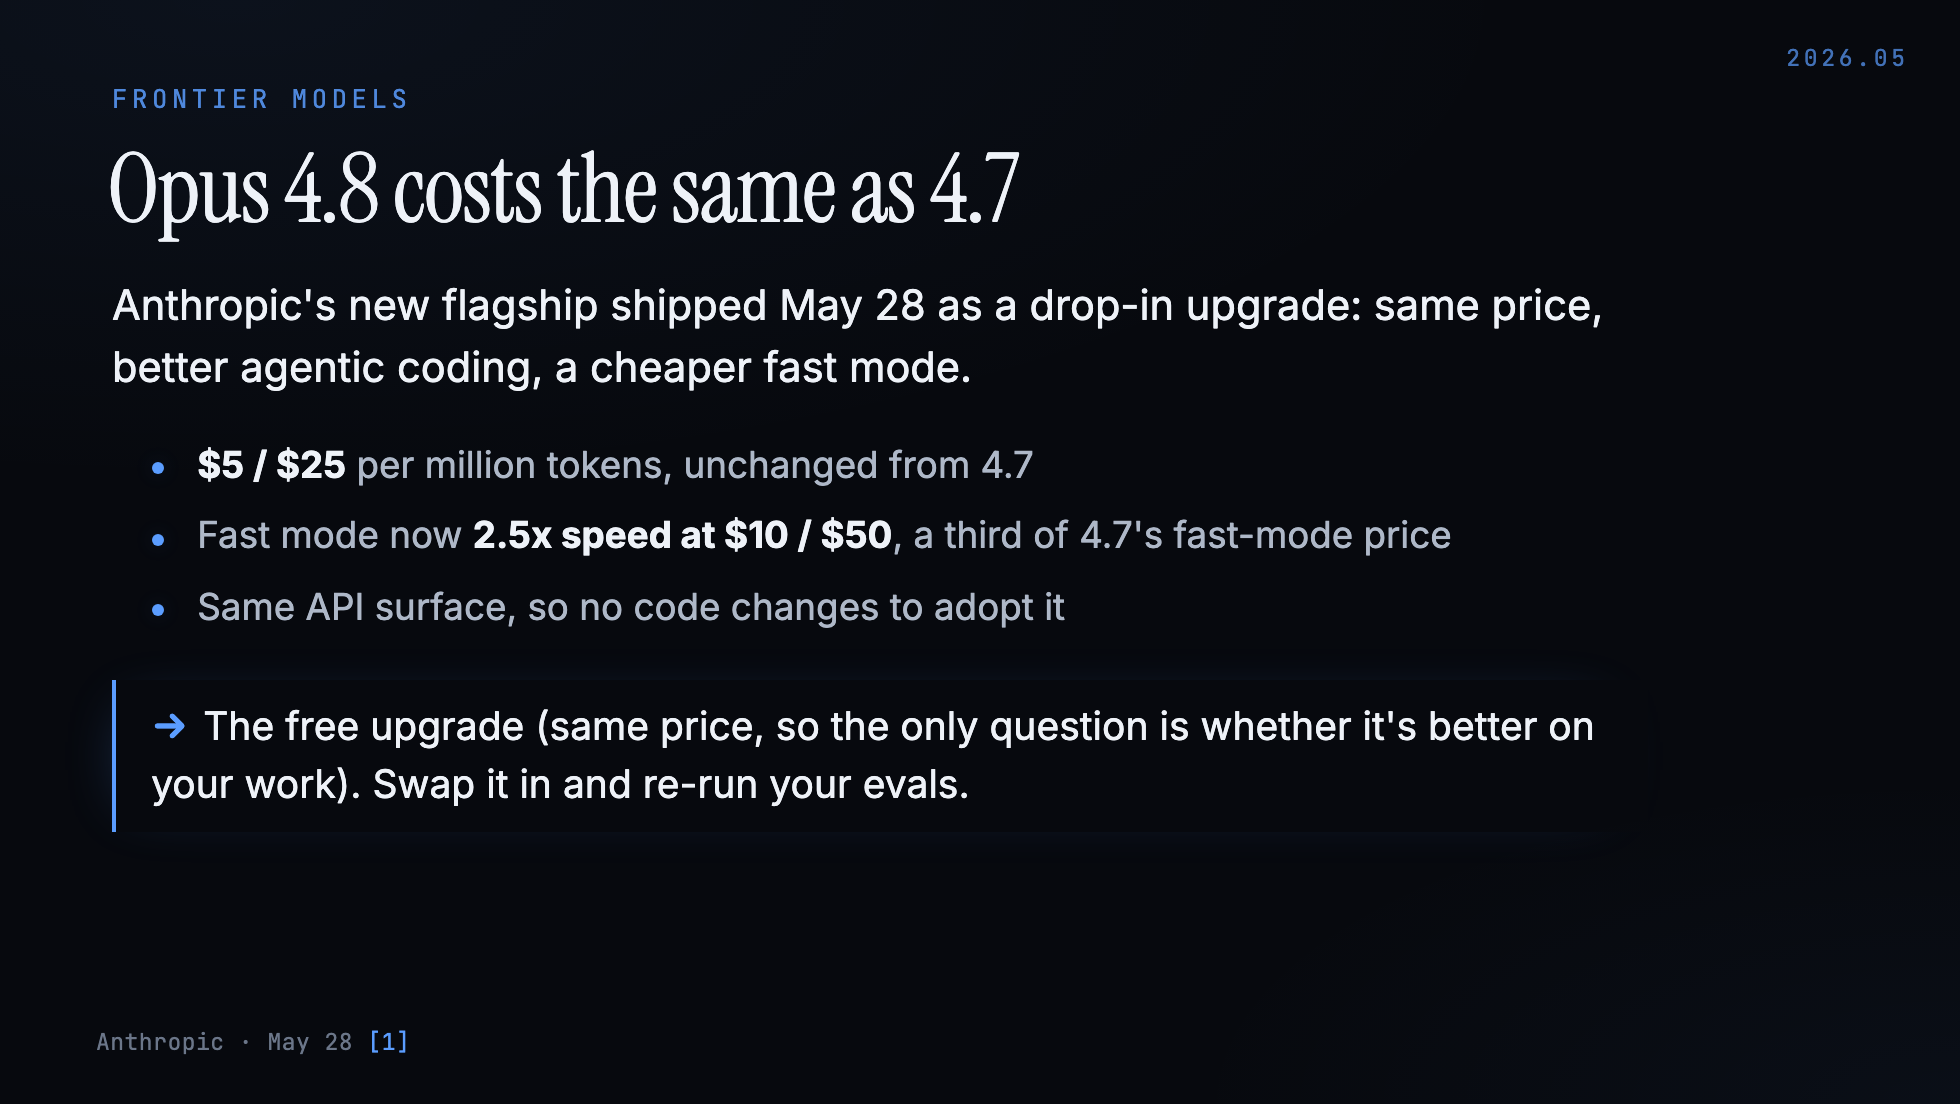 2026.05
FRONTIER MODELS
Opus 4.8 costs the same as 4.7
Anthropic's new flagship shipped May 28 as a drop-in upgrade: same price,
better agentic coding, a cheaper fast mode.
• $5 / $25 per million tokens, unchanged from 4.7
• Fast mode now 2.5x speed at $10 / $50, a third of 4.7's fast-mode price
• Same API surface, so no code changes to adopt it
→ The free upgrade (same price, so the only question is whether it's better on
your work). Swap it in and re-run your evals.
Anthropic · May 28 [1]